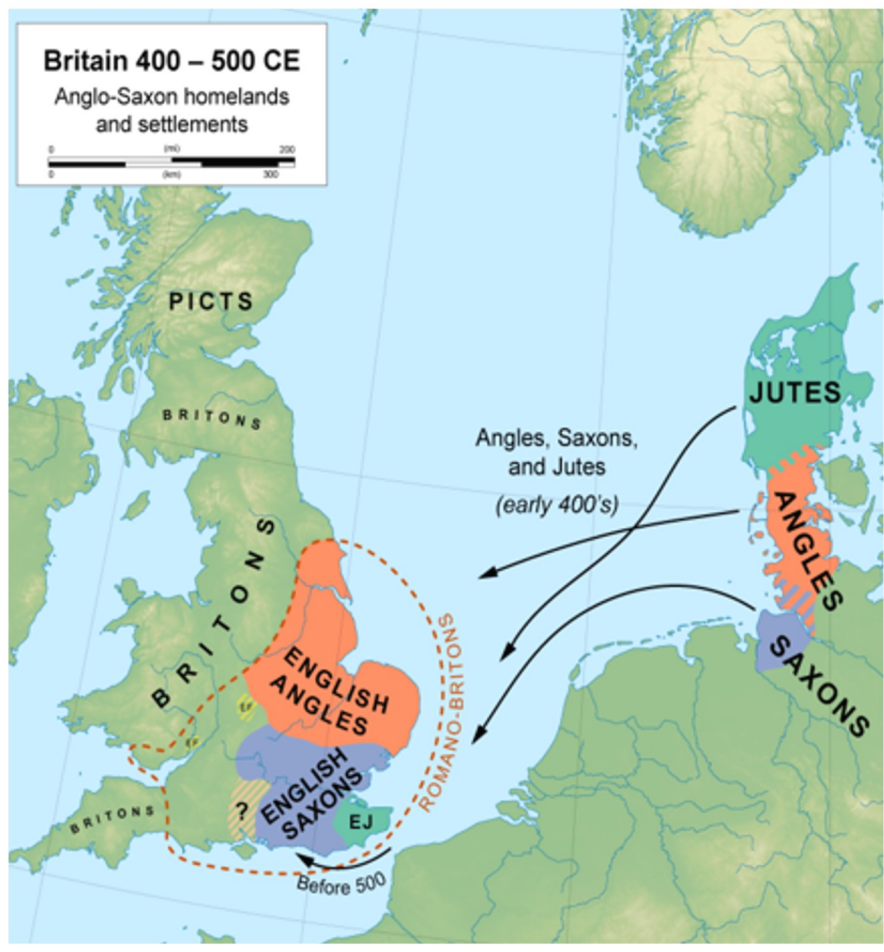 Britain 400 – 500 CE
Anglo-Saxon homelands
and settlements
0 (mi) 200
0 (km) 300
PICTS
BRITONS
JUTES
Angles, Saxons,
and Jutes
(early 400's)
ANGLES
BRITONS
SAXONS
ROMANO-BRITONS
ENGLISH
ANGLES
ENGLISH
SAXONS
?
EJ
BRITONS
Before 500